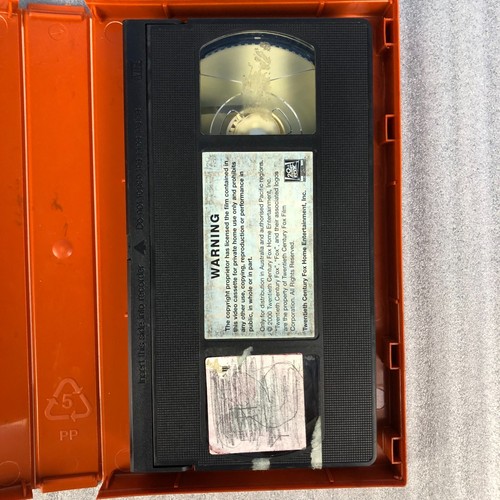 WARNING
The copyright proprietor has licensed the film contained in
this video cassette for private home use only and prohibits
any other use, copying, reproduction or performance in
public, in whole or in part.
Only for distribution in Australia and authorised Pacific regions.
© 2000 Twentieth Century Fox Home Entertainment, Inc.
"Twentieth Century Fox", "Fox", and their associated logos
are the property of Twentieth Century Fox Film
Corporation. All Rights Reserved.
Twentieth Century Fox Home Entertainment, Inc.
5
PP